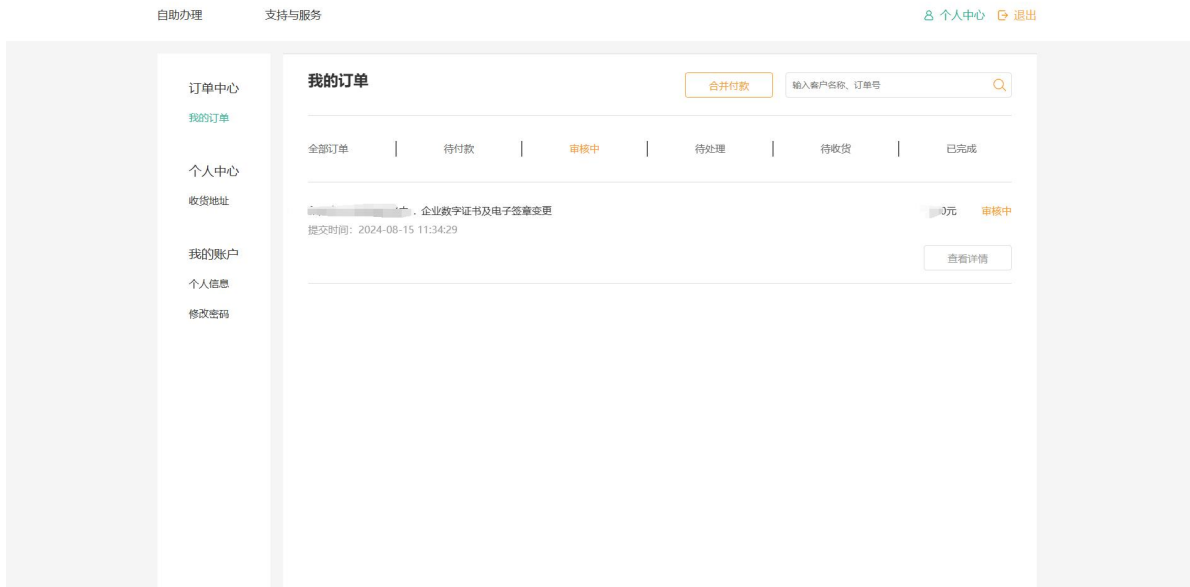 自助办理 支持与服务 个人中心 退出
订单中心
我的订单
个人中心
收货地址
我的账户
个人信息
修改密码
我的订单 合并付款 输入客户名称、订单号
全部订单 待付款 审核中 待处理 待收货 已完成
，企业数字证书及电子签章变更 0元 审核中
提交时间：2024-08-15 11:34:29
查看详情